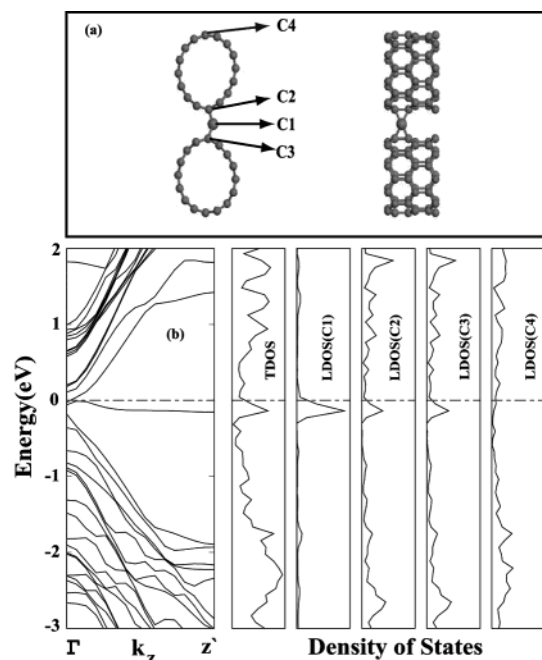 (a)
C4
C2
C1
C3
2
1
0
-1
-2
-3
Energy(eV)
(b)
TDOS
LDOS(C1)
LDOS(C2)
LDOS(C3)
LDOS(C4)
Γ
kz
z`
Density of States